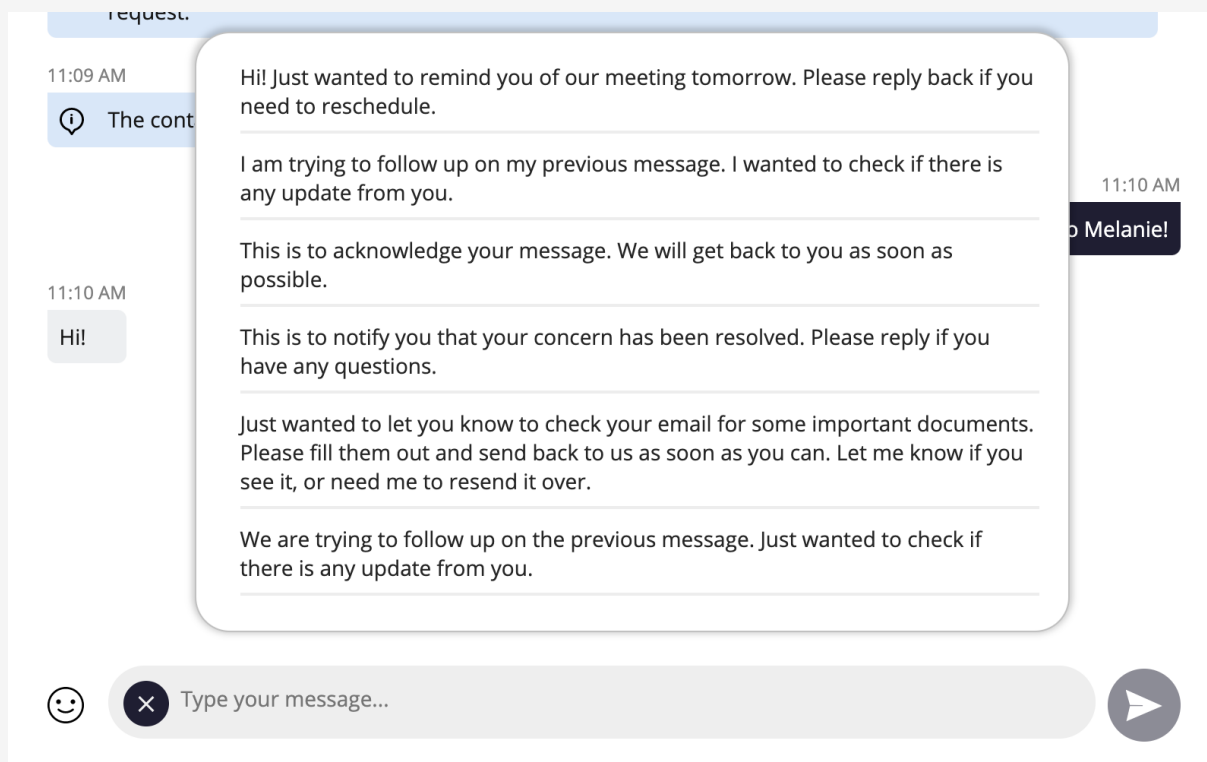 request.
11:09 AM
The cont
Hi! Just wanted to remind you of our meeting tomorrow. Please reply back if you
need to reschedule.
I am trying to follow up on my previous message. I wanted to check if there is
any update from you.
11:10 AM
Melanie!
This is to acknowledge your message. We will get back to you as soon as
possible.
11:10 AM
Hi!
This is to notify you that your concern has been resolved. Please reply if you
have any questions.
Just wanted to let you know to check your email for some important documents.
Please fill them out and send back to us as soon as you can. Let me know if you
see it, or need me to resend it over.
We are trying to follow up on the previous message. Just wanted to check if
there is any update from you.
Type your message...